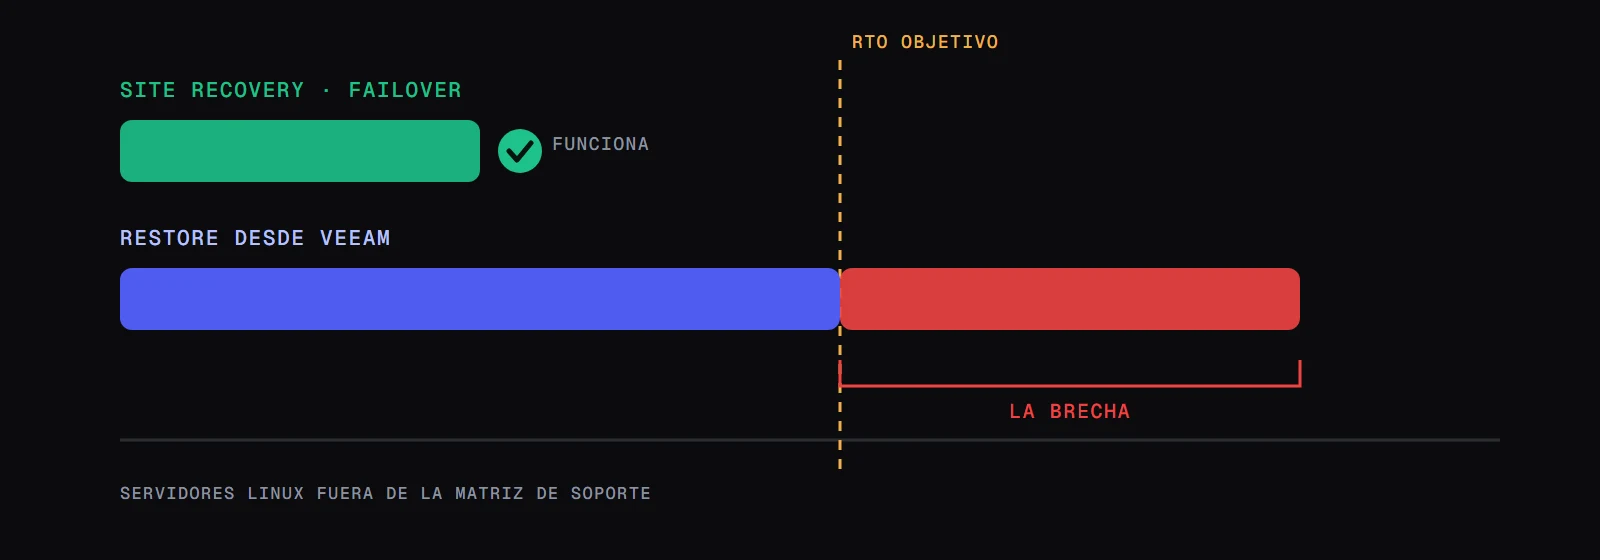 RTO OBJETIVO
SITE RECOVERY · FAILOVER
FUNCIONA
RESTORE DESDE VEEAM
LA BRECHA
SERVIDORES LINUX FUERA DE LA MATRIZ DE SOPORTE